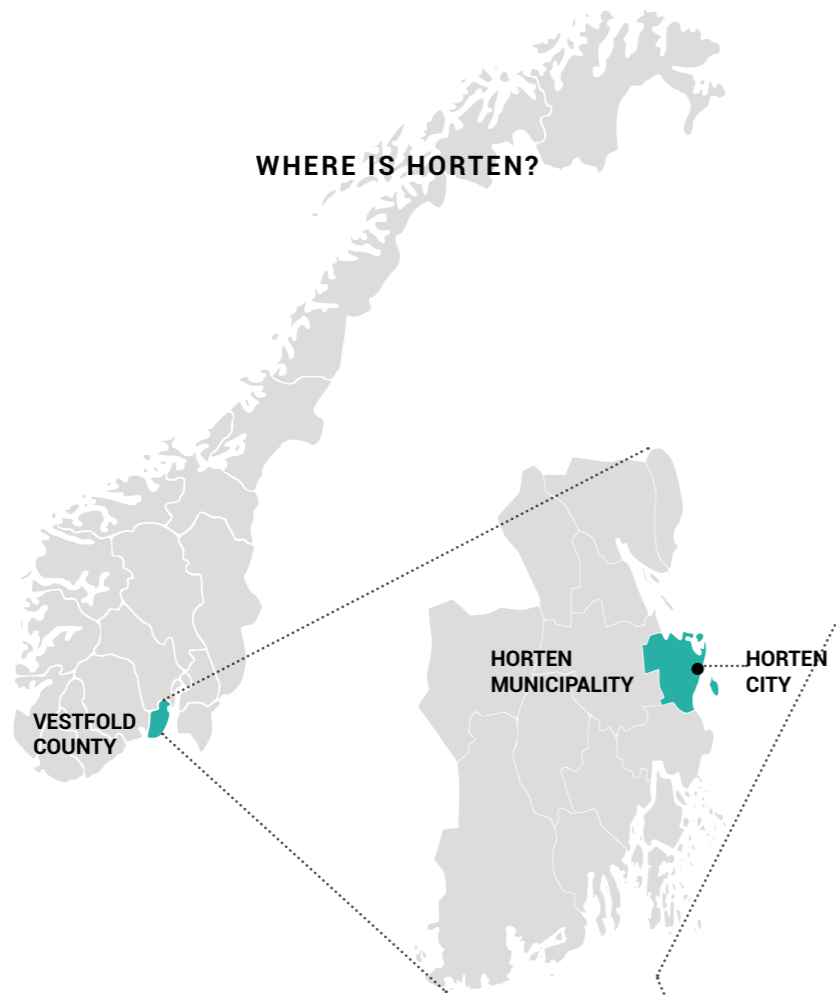 WHERE IS HORTEN?
HORTEN
MUNICIPALITY
HORTEN
CITY
VESTFOLD
COUNTY